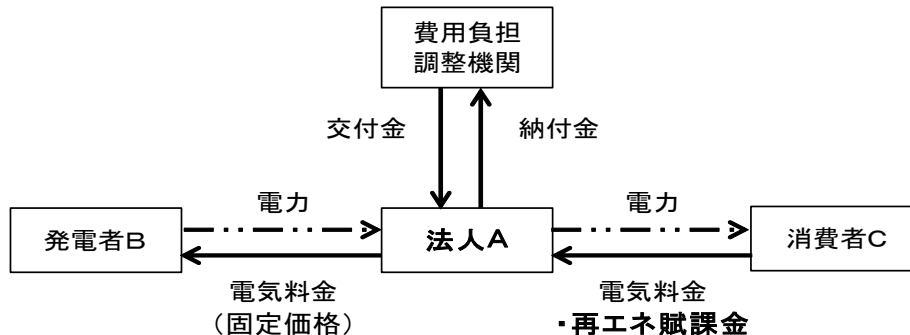 費用負担
調整機関
交付金
納付金
電力
電力
発電者B
法人A
消費者C
電気料金
(固定価格)
電気料金
・再エネ賦課金